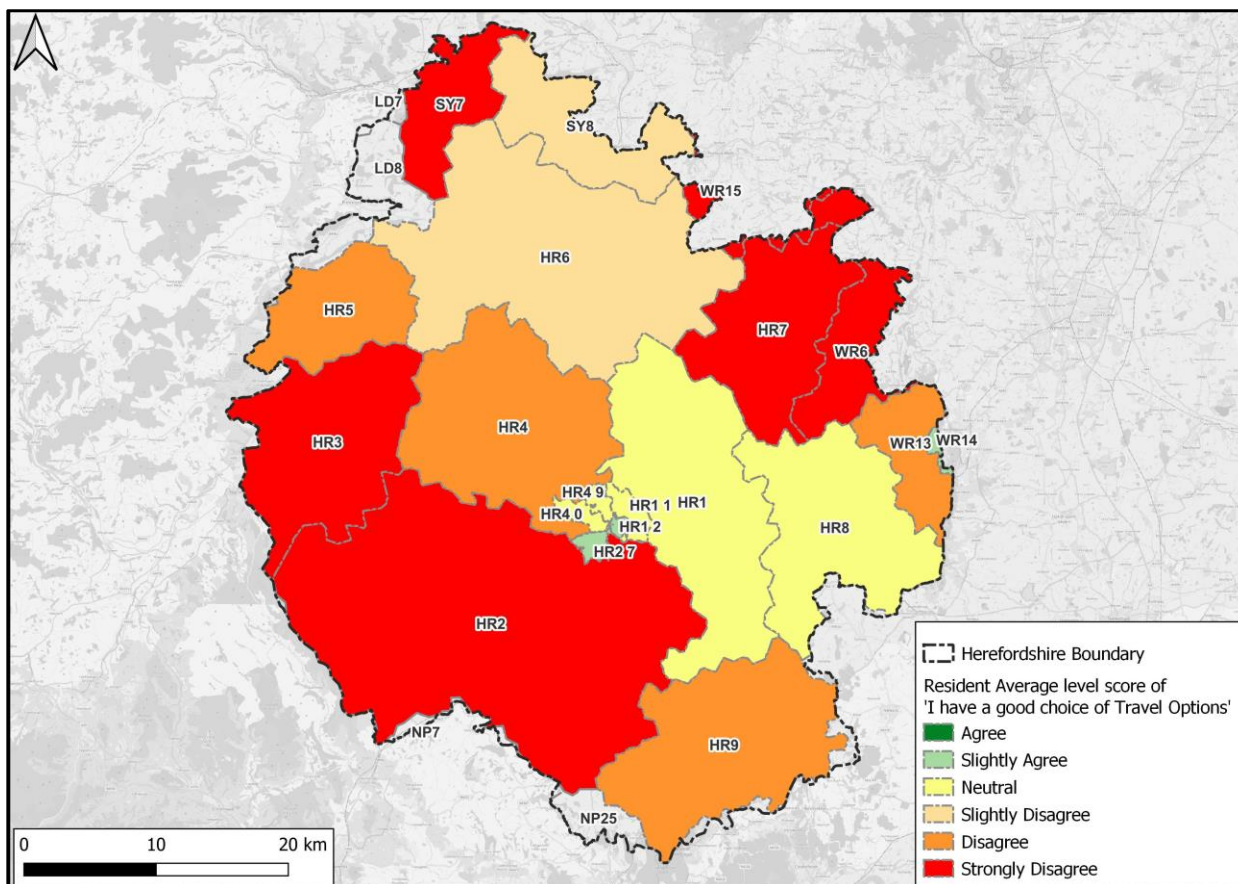 LD7
SY7
SY8
LD8
WR15
HR6
HR5
HR7
WR6
HR3
HR4
WR13
WR14
HR4 9
HR1 1
HR1
HR4 0
HR1 2
HR8
HR2 7
HR2
NP7
HR9
NP25
0 10 20 km
Herefordshire Boundary
Resident Average level score of
'I have a good choice of Travel Options'
Agree
Slightly Agree
Neutral
Slightly Disagree
Disagree
Strongly Disagree